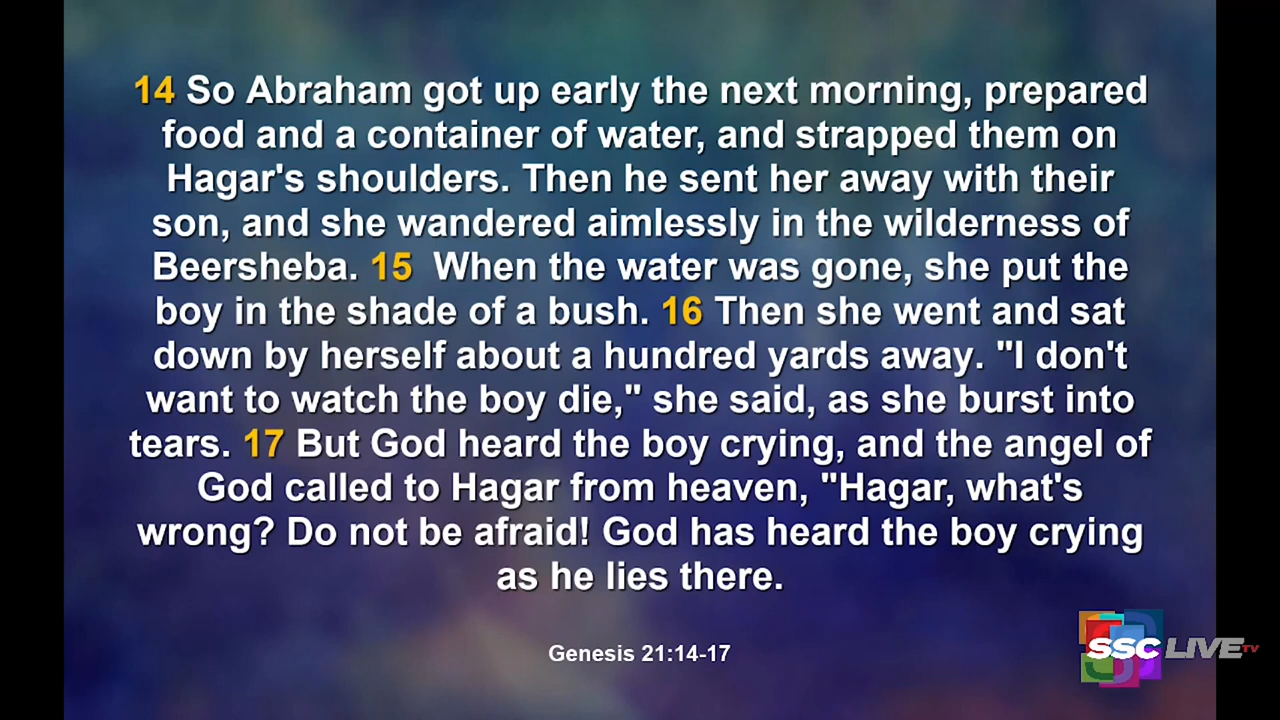 14 So Abraham got up early the next morning, prepared
food and a container of water, and strapped them on
Hagar's shoulders. Then he sent her away with their
son, and she wandered aimlessly in the wilderness of
Beersheba. 15 When the water was gone, she put the
boy in the shade of a bush. 16 Then she went and sat
down by herself about a hundred yards away. "I don't
want to watch the boy die," she said, as she burst into
tears. 17 But God heard the boy crying, and the angel of
God called to Hagar from heaven, "Hagar, what's
wrong? Do not be afraid! God has heard the boy crying
as he lies there.
Genesis 21:14-17
SSC LIVE TV